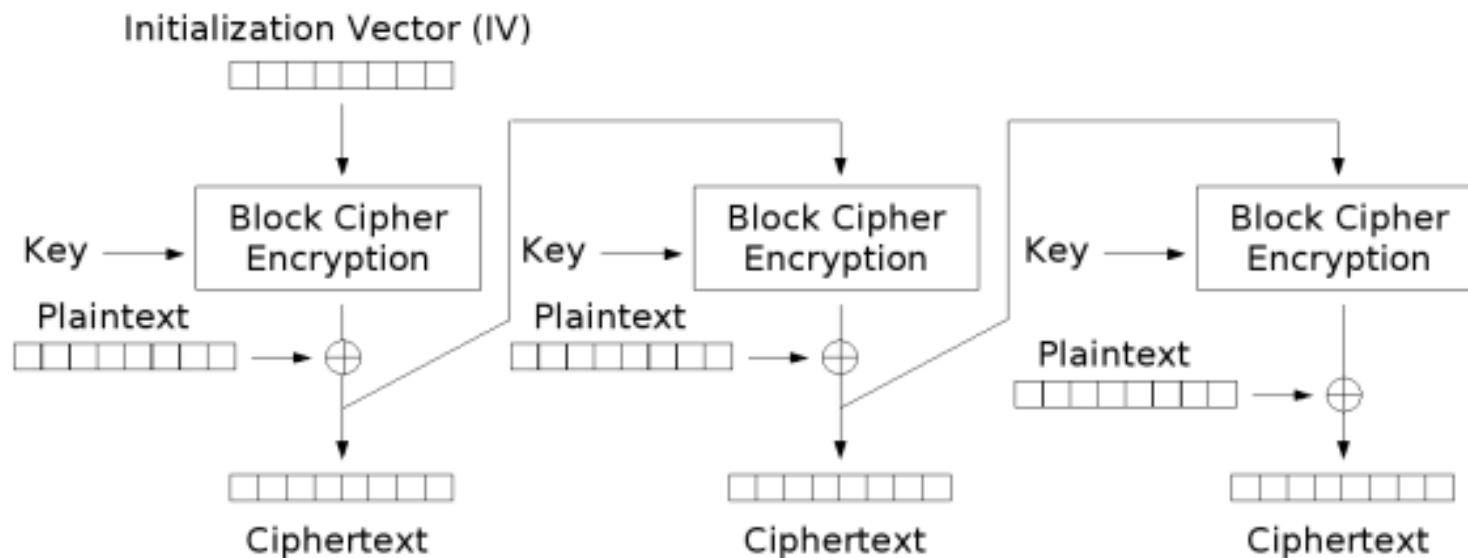 Initialization Vector (IV)
Block Cipher
Encryption
Block Cipher
Encryption
Block Cipher
Encryption
Key
Key
Key
Plaintext
Plaintext
Plaintext
Ciphertext
Ciphertext
Ciphertext